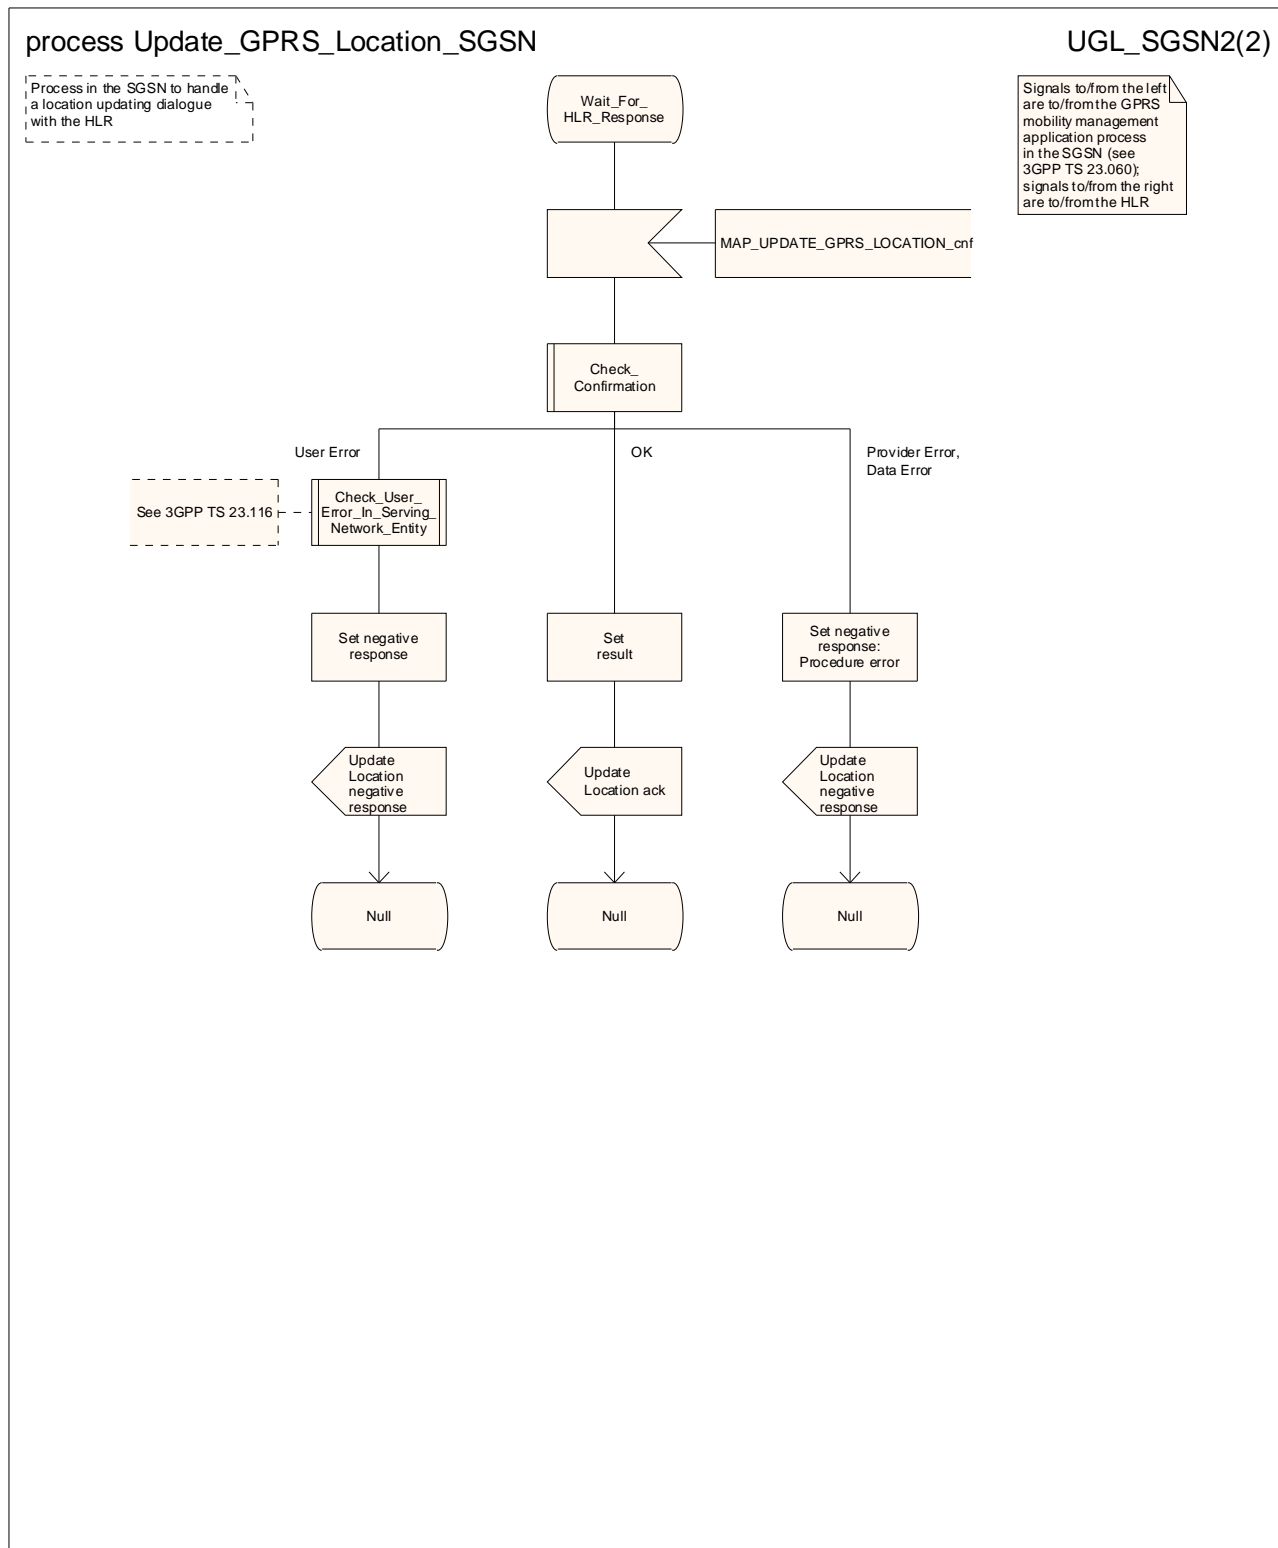 process Update_GPRS_Location_SGSN
UGL_SGSN2(2)
Process in the SGSN to handle
a location updating dialogue
with the HLR
Wait_For_
HLR_Response
Signals to/from the left
are to/from the GPRS
mobility management
application process
in the SGSN (see
3GPP TS 23.060);
signals to/from the right
are to/from the HLR
MAP_UPDATE_GPRS_LOCATION_cnf
Check_
Confirmation
User Error
OK
Provider Error,
Data Error
See 3GPP TS 23.116
Check_User_
Error_In_Serving_
Network_Entity
Set negative
response
Set
result
Set negative
response:
Procedure error
Update
Location
negative
response
Update
Location ack
Update
Location
negative
response
Null
Null
Null